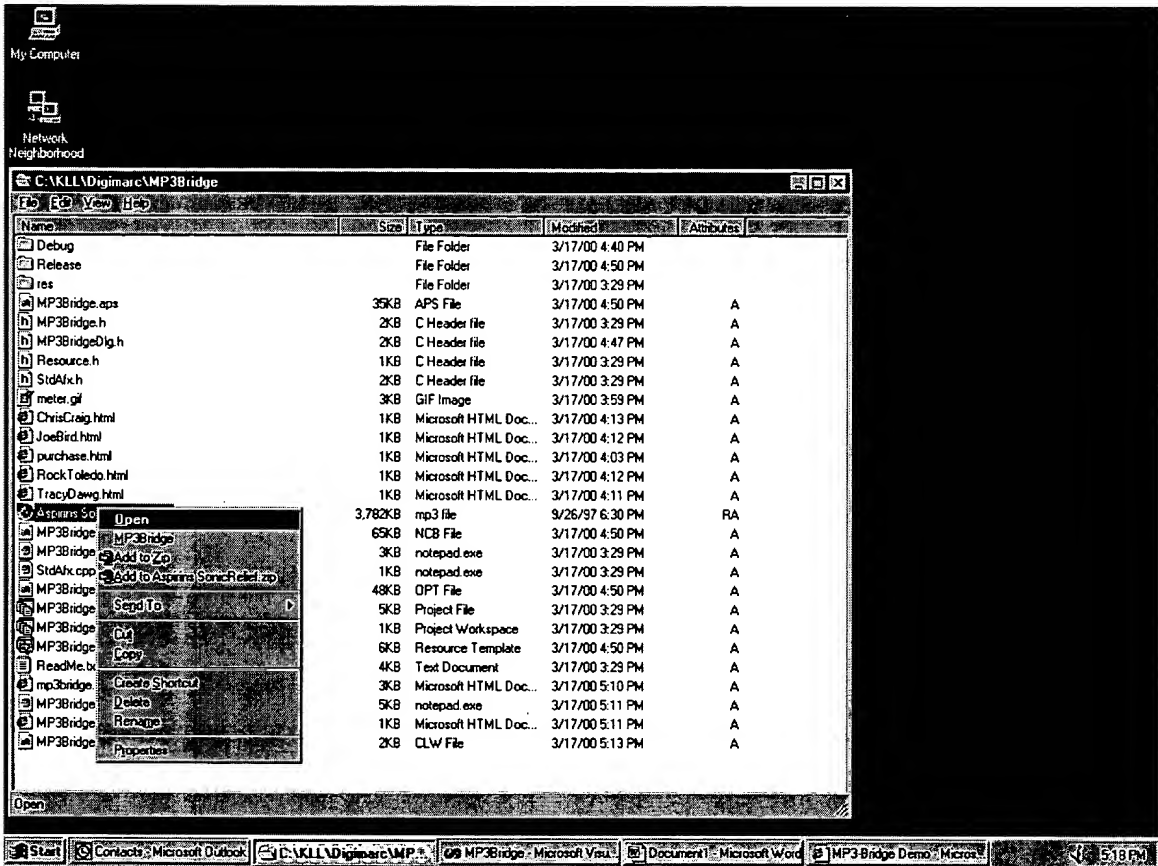 My Computer
Network
Neighborhood
C:\KLL\Digimarc\MP3Bridge
File Edit View Help
Name Size Type Modified Attributes
Debug File Folder 3/17/00 4:40 PM
Release File Folder 3/17/00 4:50 PM
res File Folder 3/17/00 3:29 PM
MP3Bridge.aps 35KB APS File 3/17/00 4:50 PM A
MP3Bridge.h 2KB C Header file 3/17/00 3:29 PM A
MP3BridgeDlg.h 2KB C Header file 3/17/00 4:47 PM A
Resource.h 1KB C Header file 3/17/00 3:29 PM A
StdAfx.h 2KB C Header file 3/17/00 3:29 PM A
meter.gif 3KB GIF Image 3/17/00 3:59 PM A
ChrisCraig.html 1KB Microsoft HTML Doc... 3/17/00 4:13 PM A
JoeBird.html 1KB Microsoft HTML Doc... 3/17/00 4:12 PM A
purchase.html 1KB Microsoft HTML Doc... 3/17/00 4:03 PM A
RockToledo.html 1KB Microsoft HTML Doc... 3/17/00 4:12 PM A
TracyDawg.html 1KB Microsoft HTML Doc... 3/17/00 4:11 PM A
Aspirins So 3,782KB mp3 file 9/26/97 6:30 PM RA
MP3Bridge 65KB NCB File 3/17/00 4:50 PM A
MP3Bridge 3KB notepad.exe 3/17/00 3:29 PM A
StdAfx.cpp 1KB notepad.exe 3/17/00 3:29 PM A
MP3Bridge 48KB OPT File 3/17/00 4:50 PM A
MP3Bridge 5KB Project File 3/17/00 3:29 PM A
MP3Bridge 1KB Project Workspace 3/17/00 3:29 PM A
MP3Bridge 6KB Resource Template 3/17/00 4:50 PM A
ReadMe.tx 4KB Text Document 3/17/00 3:29 PM A
mp3bridge. 3KB Microsoft HTML Doc... 3/17/00 5:10 PM A
MP3Bridge 5KB notepad.exe 3/17/00 5:11 PM A
MP3Bridge 1KB Microsoft HTML Doc... 3/17/00 5:11 PM A
MP3Bridge 2KB CLW File 3/17/00 5:13 PM A
Open
MP3Bridge
Add to Zip
Add to Aspirins SonicRelief.zip
Send To
Cut
Copy
Create Shortcut
Delete
Rename
Properties
Open
Start Contacts - Microsoft Outlook C:\KLL\Digimarc\MP... MP3Bridge - Microsoft Visu... Document1 - Microsoft Word MP3 Bridge Demo - Micros... 5:19 PM